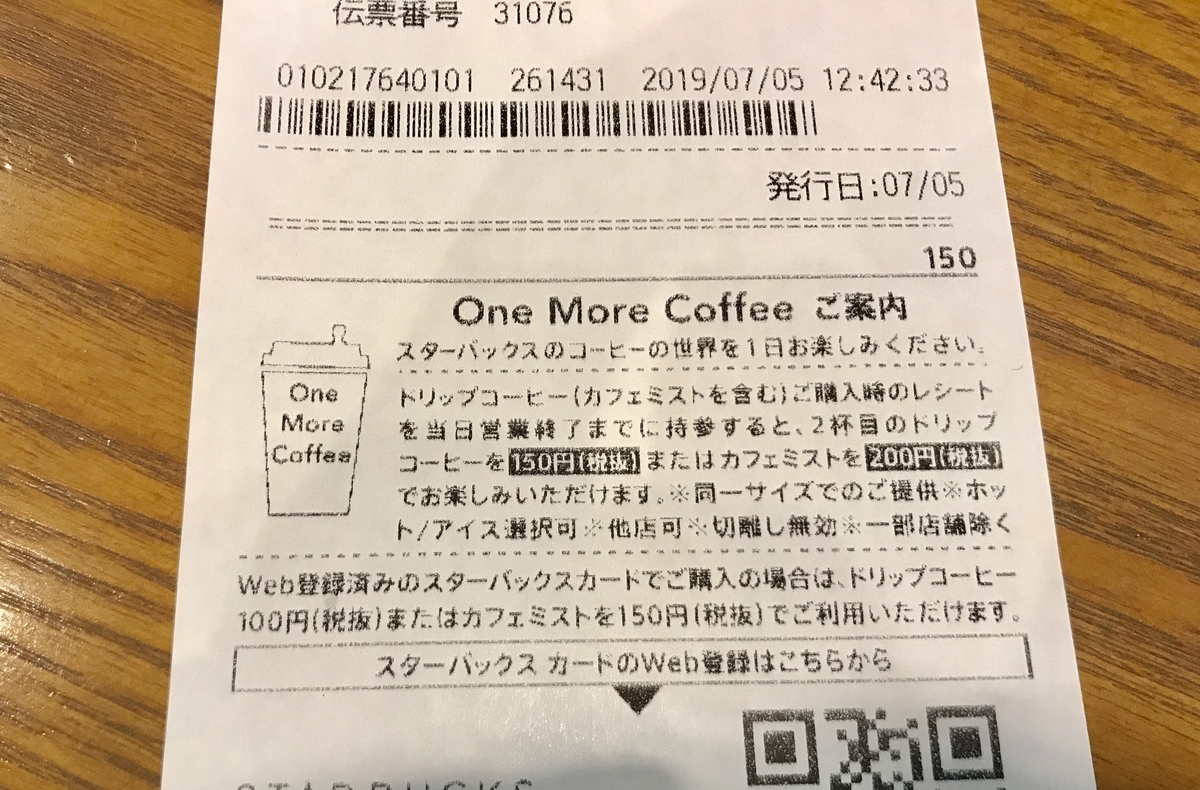 伝票番号 31076
010217640101 261431 2019/07/05 12:42:33
発行日:07/05
150
One More Coffee ご案内
スターバックスのコーヒーの世界を1日お楽しみください。
One
More
Coffee
ドリップコーヒー(カフェミストを含む)ご購入時のレシート
を当日営業終了までに持参すると、2杯目のドリップ
コーヒーを150円(税抜)またはカフェミストを200円(税抜)
でお楽しみいただけます。※同一サイズでのご提供※ホッ
ト/アイス選択可※他店可※切離し無効※一部店舗除く
Web登録済みのスターバックスカードでご購入の場合は、ドリップコーヒー
100円(税抜)またはカフェミストを150円(税抜)でご利用いただけます。
スターバックス カードのWeb登録はこちらから
STARBUCKS